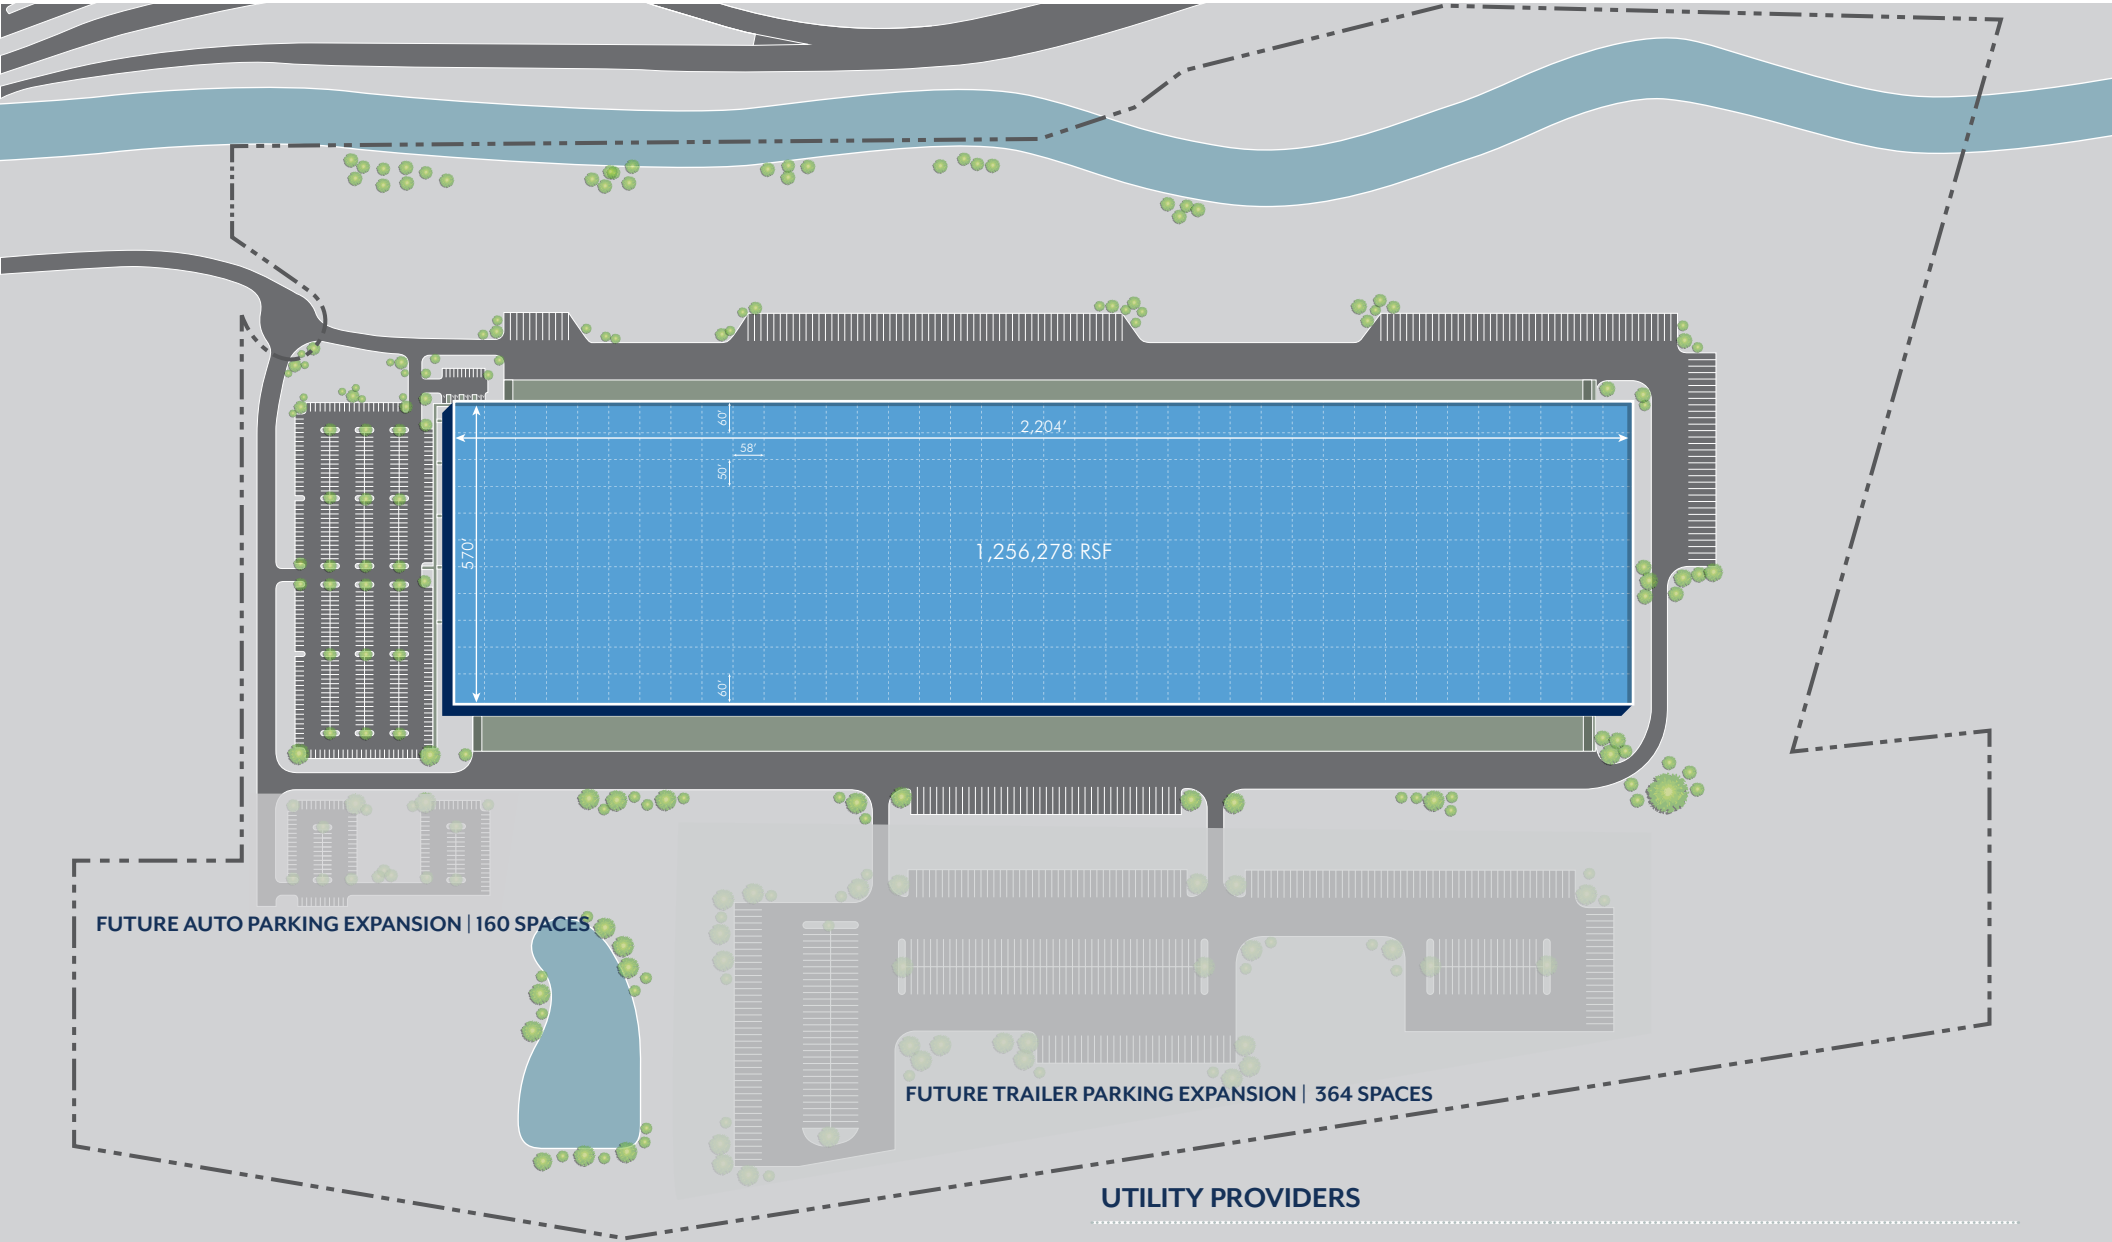 60'
2,204'
58'
50'
570'
1,256,278 RSF
60'
FUTURE AUTO PARKING EXPANSION | 160 SPACES
FUTURE TRAILER PARKING EXPANSION | 364 SPACES
UTILITY PROVIDERS